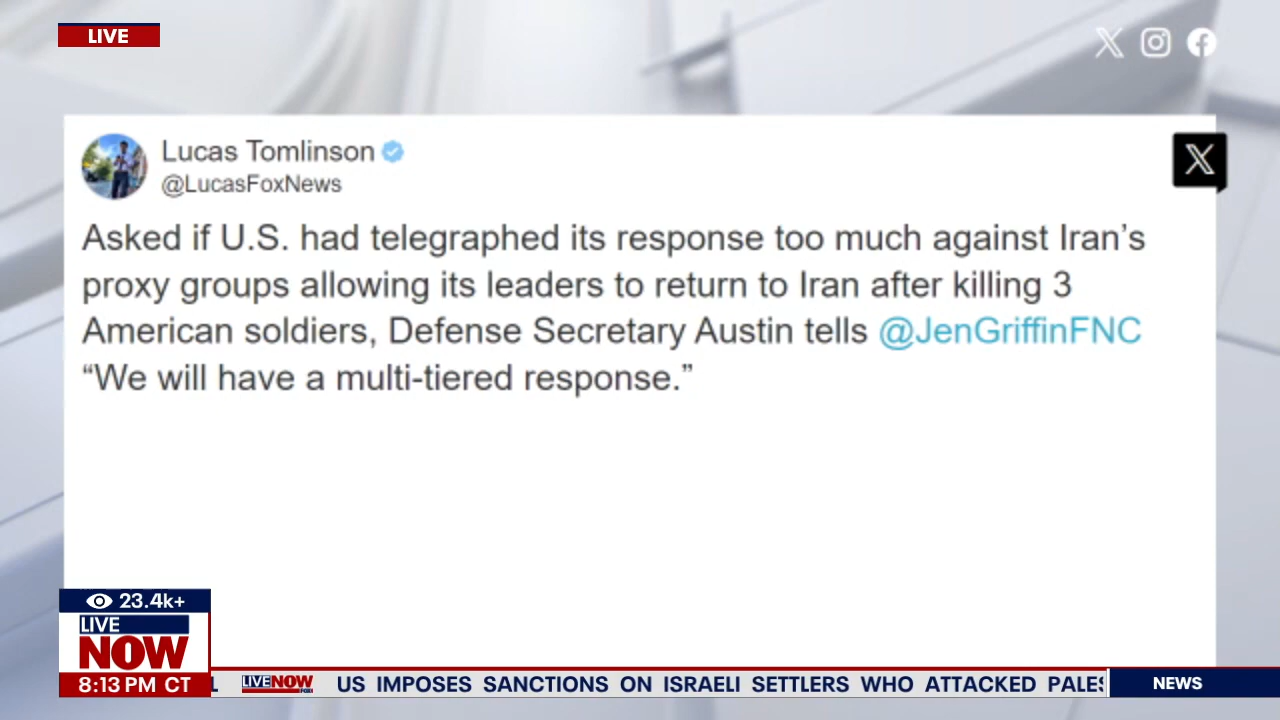 LIVE
Lucas Tomlinson
@LucasFoxNews
Asked if U.S. had telegraphed its response too much against Iran’s
proxy groups allowing its leaders to return to Iran after killing 3
American soldiers, Defense Secretary Austin tells @JenGriffinFNC
“We will have a multi-tiered response.”
23.4k+
LIVE
NOW
8:13 PM CT
L LIVENOW FOX US IMPOSES SANCTIONS ON ISRAELI SETTLERS WHO ATTACKED PALES
NEWS